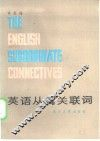 THE
ENGLISH
SUBORDINATE
CONNECTIVES
英语从属关联词